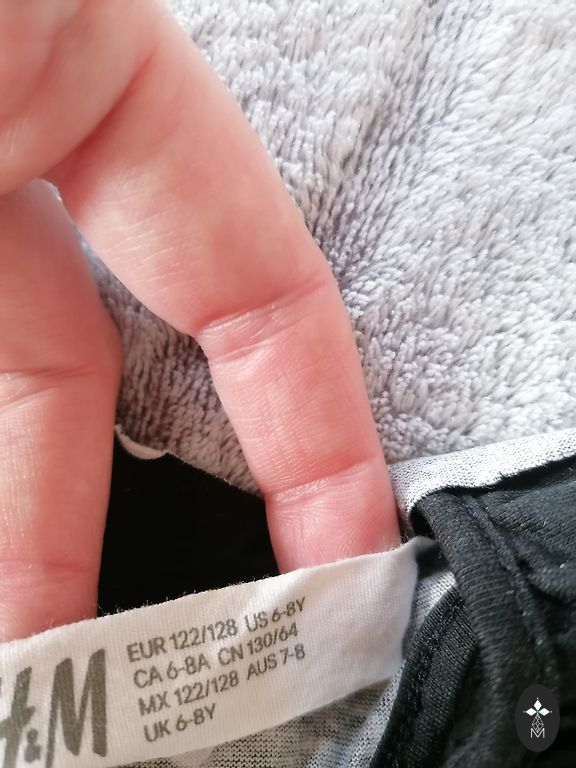 H&M
EUR 122/128 US 6-8Y
CA 6-8A CN 130/64
MX 122/128 AUS 7-8
UK 6-8Y
M